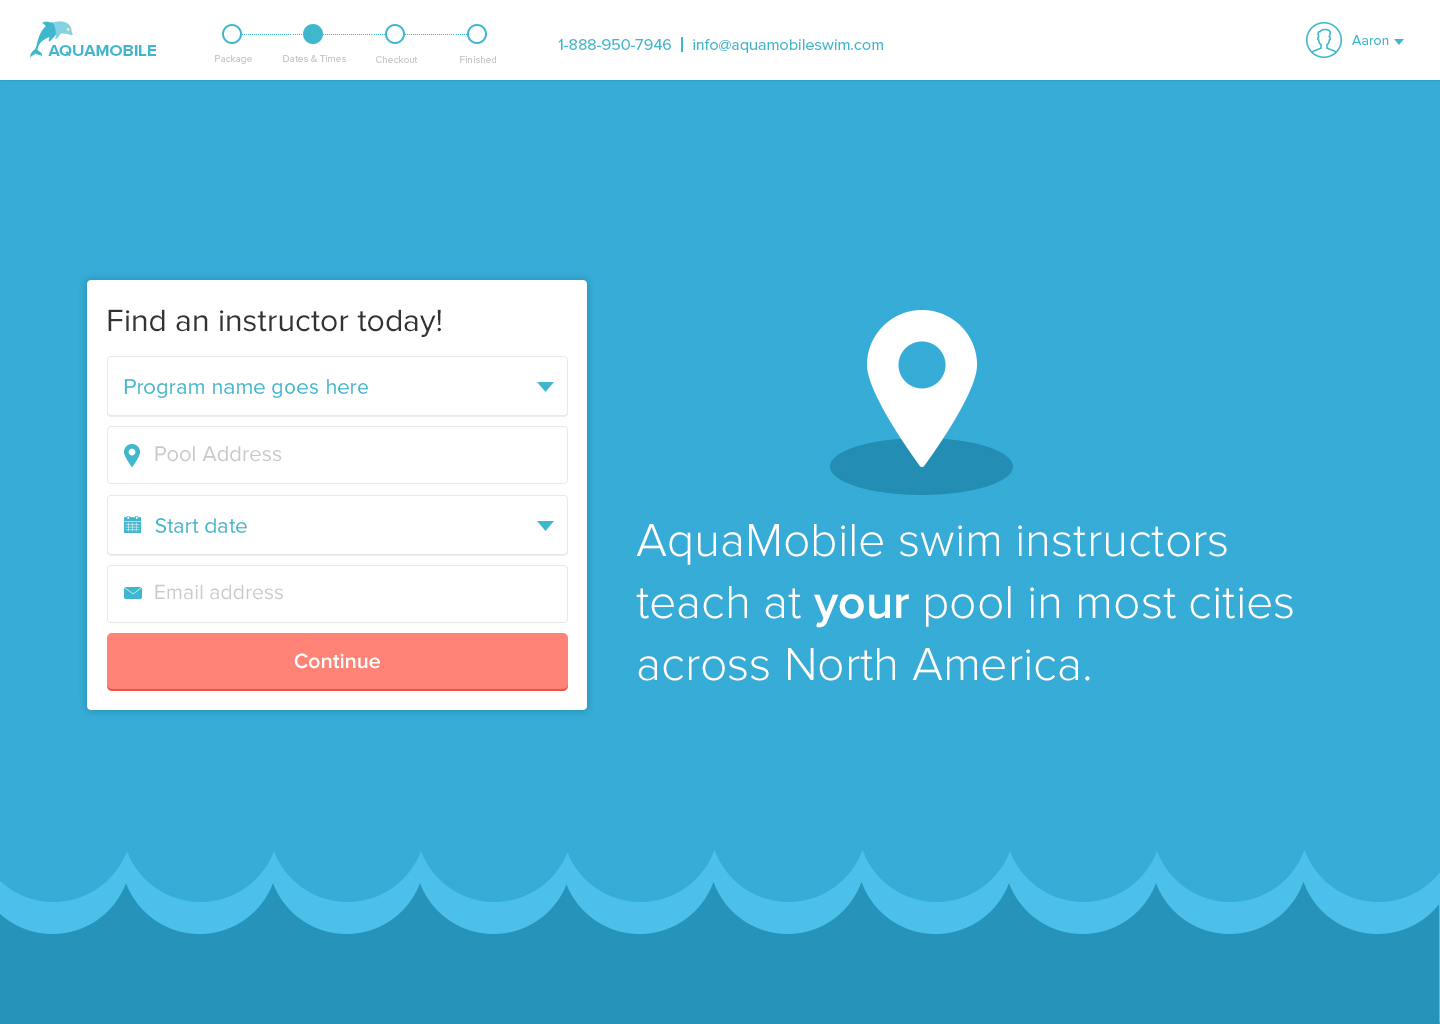 AQUAMOBILE
Package
Dates & Times
Checkout
Finished
1-888-950-7946 | info@aquamobileswim.com
Aaron
Find an instructor today!
Program name goes here
Pool Address
Start date
Email address
Continue
AquaMobile swim instructors
teach at your pool in most cities
across North America.